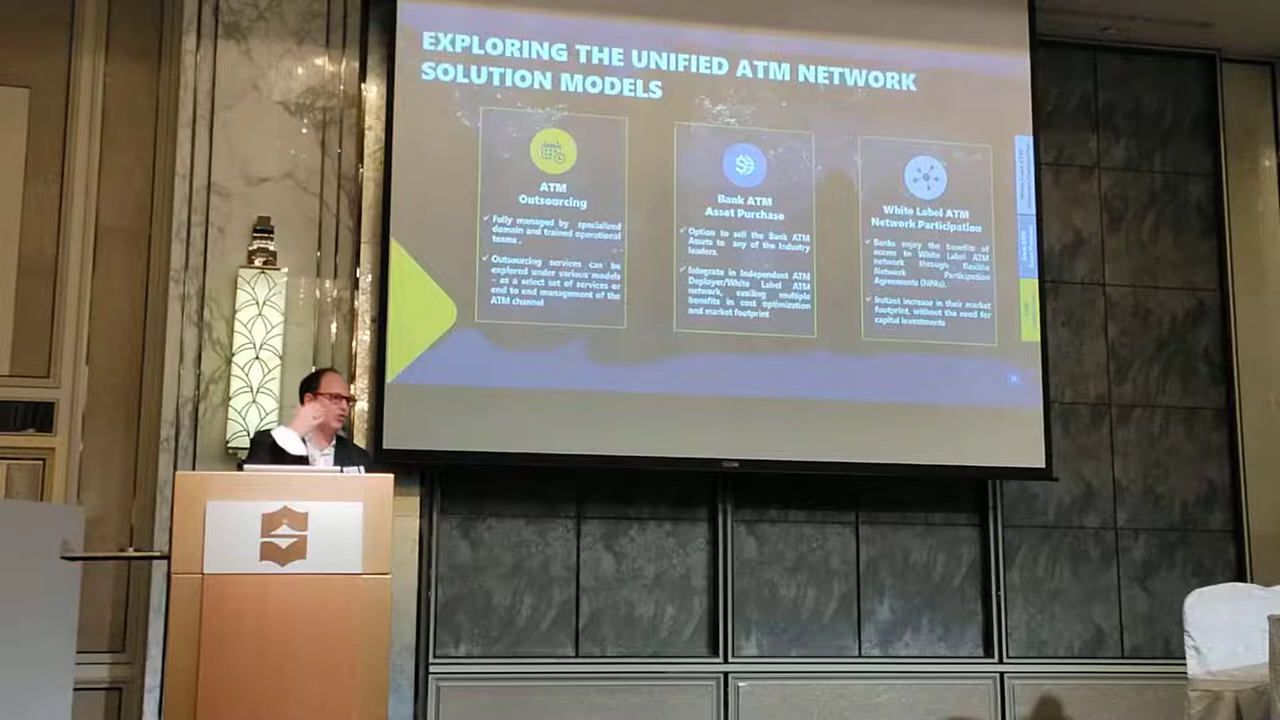 EXPLORING THE UNIFIED ATM NETWORK
SOLUTION MODELS
ATM
Outsourcing
✓ Fully managed by specialized
domain and trained operational
teams .
✓ Outsourcing services can be
explored under various models
– as a select set of services or
end to end management of the
ATM channel
Bank ATM
Asset Purchase
✓ Option to sell the Bank ATM
Assets to any of the Industry
leaders.
✓ Integrate in Independent ATM
Deployer/White Label ATM
network, availing multiple
benefits in cost optimization
and market footprint
White Label ATM
Network Participation
✓ Banks enjoy the benefits of
access to White Label ATM
network through flexible
Network Participation
Agreements (NPAs).
✓ Instant increase in their market
footprint, without the need for
capital investments